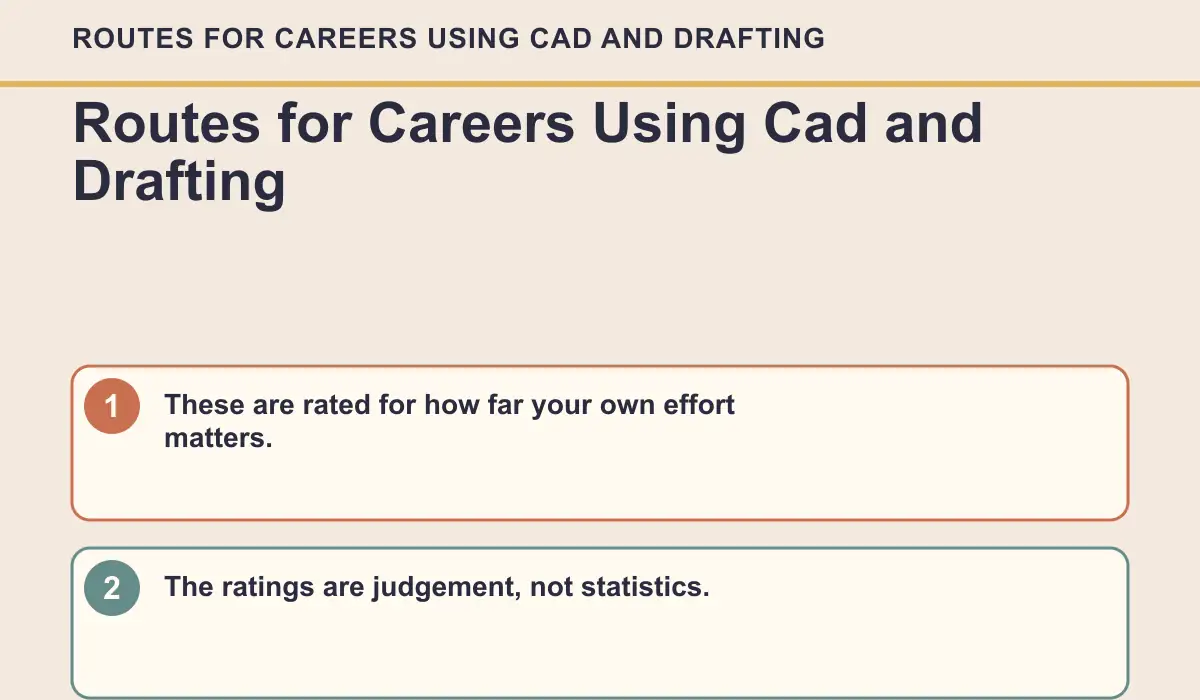 ROUTES FOR CAREERS USING CAD AND DRAFTING
Routes for Careers Using Cad and
Drafting
1
These are rated for how far your own effort
matters.
2
The ratings are judgement, not statistics.